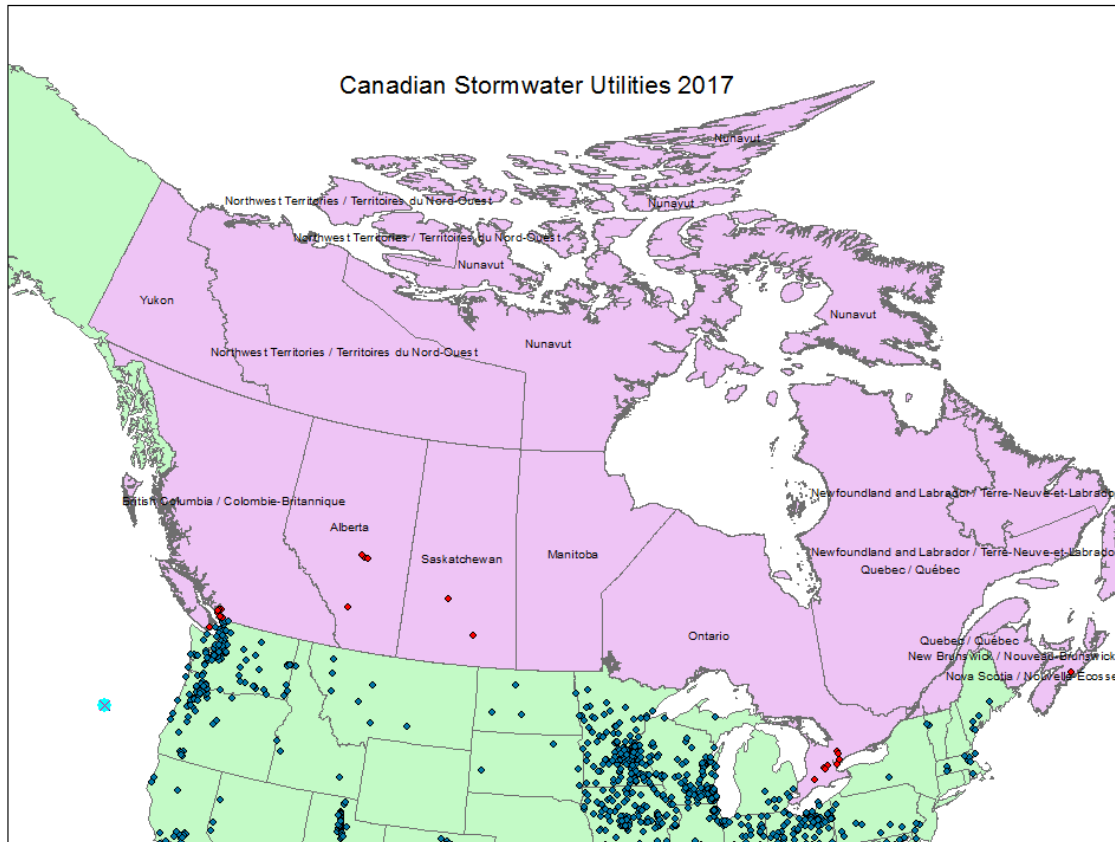 Canadian Stormwater Utilities 2017
Nunavut
Northwest Territories / Territoires du Nord-Ouest
Nunavut
Northwest Territories / Territoires du Nord-Ouest
Nunavut
Yukon
Nunavut
Northwest Territories / Territoires du Nord-Ouest
Nunavut
British Columbia / Colombie-Britannique
Newfoundland and Labrador / Terre-Neuve-et-Labrador
Alberta
Saskatchewan
Manitoba
Newfoundland and Labrador / Terre-Neuve-et-Labrador
Quebec / Québec
Ontario
Quebec / Québec
New Brunswick / Nouveau-Brunswick
Nova Scotia / Nouvelle-Écosse